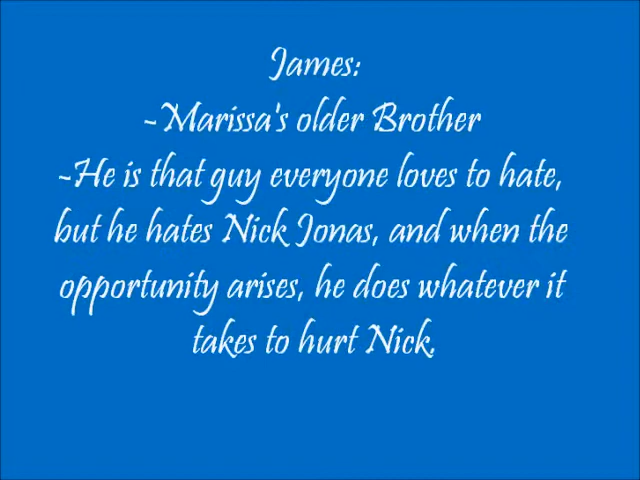 James:
~Marissa's older Brother
~He is that guy everyone loves to hate,
but he hates Nick Jonas, and when the
opportunity arises, he does whatever it
takes to hurt Nick.